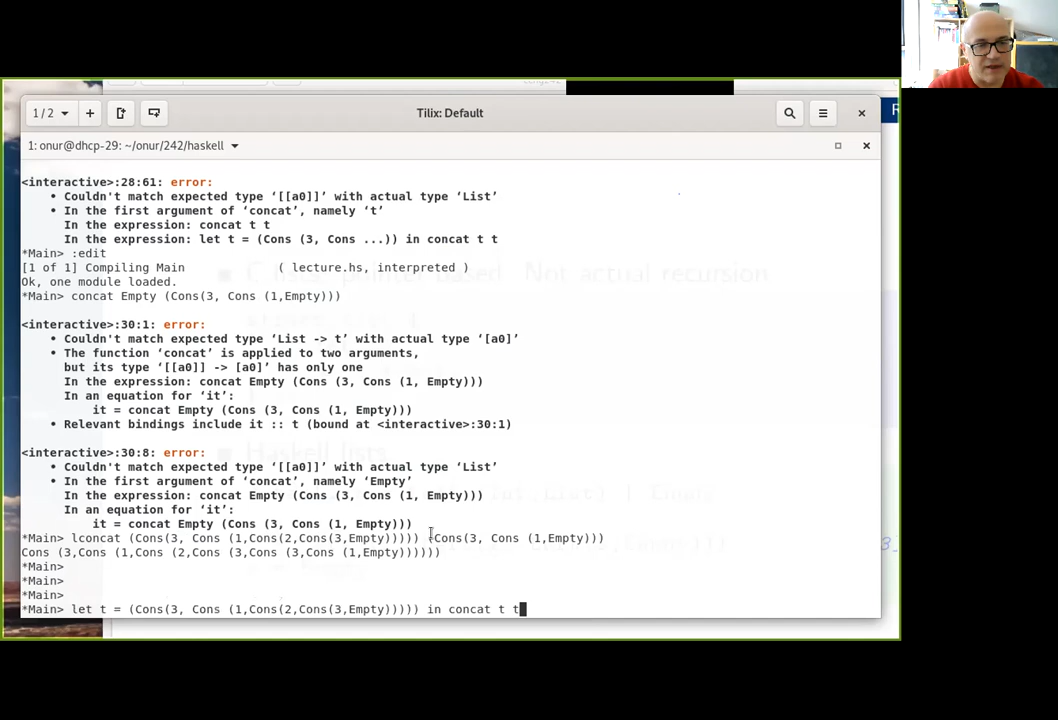 1 / 2
Tilix: Default
R
1: onur@dhcp-29: ~/onur/242/haskell
<interactive>:28:61: error:
• Couldn't match expected type ‘[[a0]]’ with actual type ‘List’
• In the first argument of ‘concat’, namely ‘t’
In the expression: concat t t
In the expression: let t = (Cons (3, Cons ...)) in concat t t
*Main> :edit
[1 of 1] Compiling Main ( lecture.hs, interpreted )
Ok, one module loaded.
*Main> concat Empty (Cons(3, Cons (1,Empty)))
<interactive>:30:1: error:
• Couldn't match expected type ‘List -> t’ with actual type ‘[a0]’
• The function ‘concat’ is applied to two arguments,
but its type ‘[[a0]] -> [a0]’ has only one
In the expression: concat Empty (Cons (3, Cons (1, Empty)))
In an equation for ‘it’:
it = concat Empty (Cons (3, Cons (1, Empty)))
• Relevant bindings include it :: t (bound at <interactive>:30:1)
<interactive>:30:8: error:
• Couldn't match expected type ‘[[a0]]’ with actual type ‘List’
• In the first argument of ‘concat’, namely ‘Empty’
In the expression: concat Empty (Cons (3, Cons (1, Empty)))
In an equation for ‘it’:
it = concat Empty (Cons (3, Cons (1, Empty)))
*Main> lconcat (Cons(3, Cons (1,Cons(2,Cons(3,Empty))))) (Cons(3, Cons (1,Empty)))
Cons (3,Cons (1,Cons (2,Cons (3,Cons (3,Cons (1,Empty))))))
*Main>
*Main>
*Main>
*Main> let t = (Cons(3, Cons (1,Cons(2,Cons(3,Empty))))) in concat t t
C lists, pointer based. Not actual recursion
Haskell lists
3]